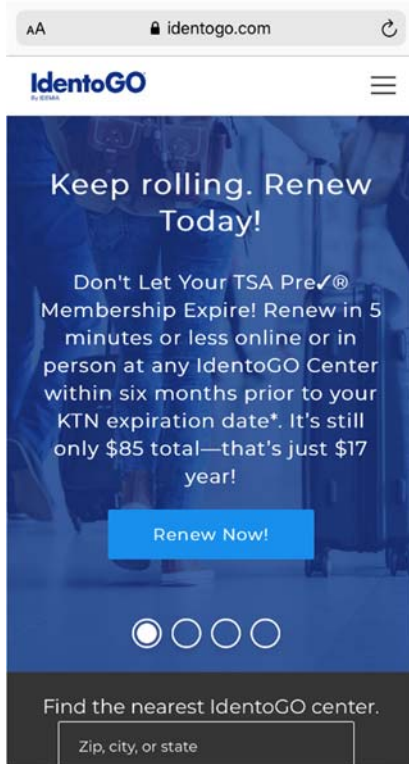 AA identogo.com
IdentoGO
By IDEMIA
Keep rolling. Renew
Today!
Don't Let Your TSA Pre✓®
Membership Expire! Renew in 5
minutes or less online or in
person at any IdentoGO Center
within six months prior to your
KTN expiration date*. It's still
only $85 total—that's just $17
year!
Renew Now!
Find the nearest IdentoGO center.
Zip, city, or state